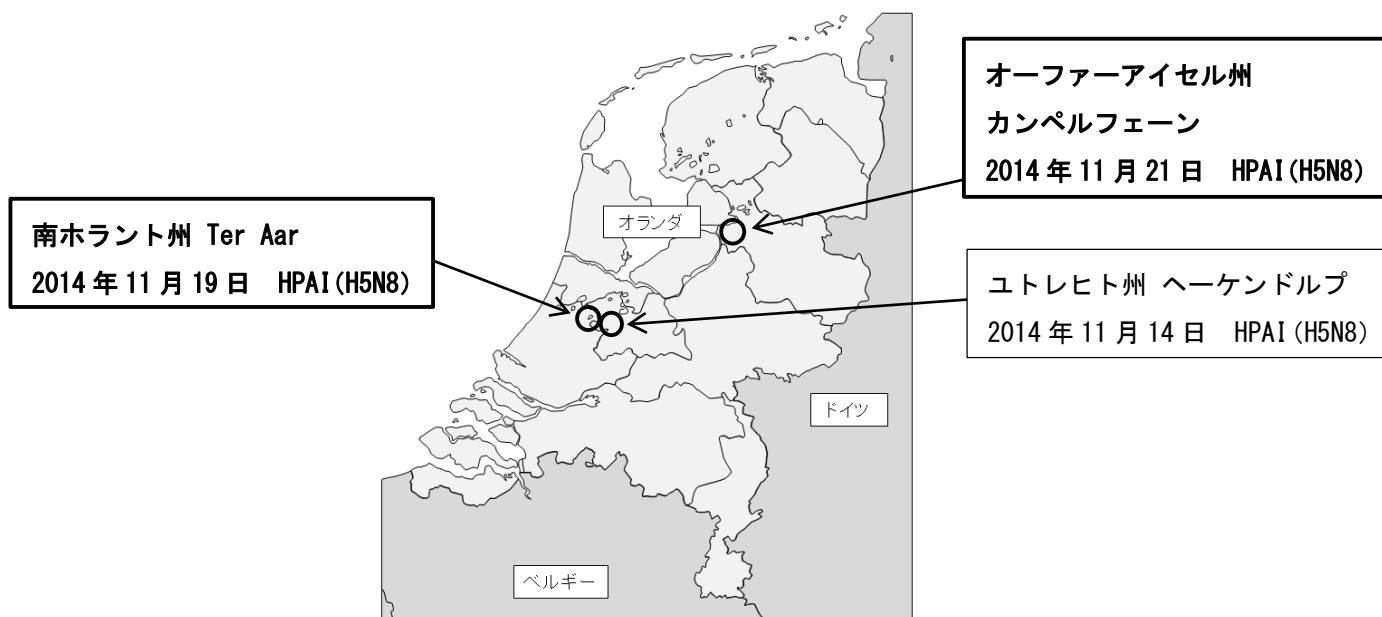 オーファーアイセル州
カンペルフェーン
2014 年 11 月 21 日　HPAI(H5N8)
南ホラント州 Ter Aar
2014 年 11 月 19 日　HPAI(H5N8)
オランダ
ユトレヒト州 ヘーケンドルプ
2014 年 11 月 14 日　HPAI(H5N8)
ドイツ
ベルギー